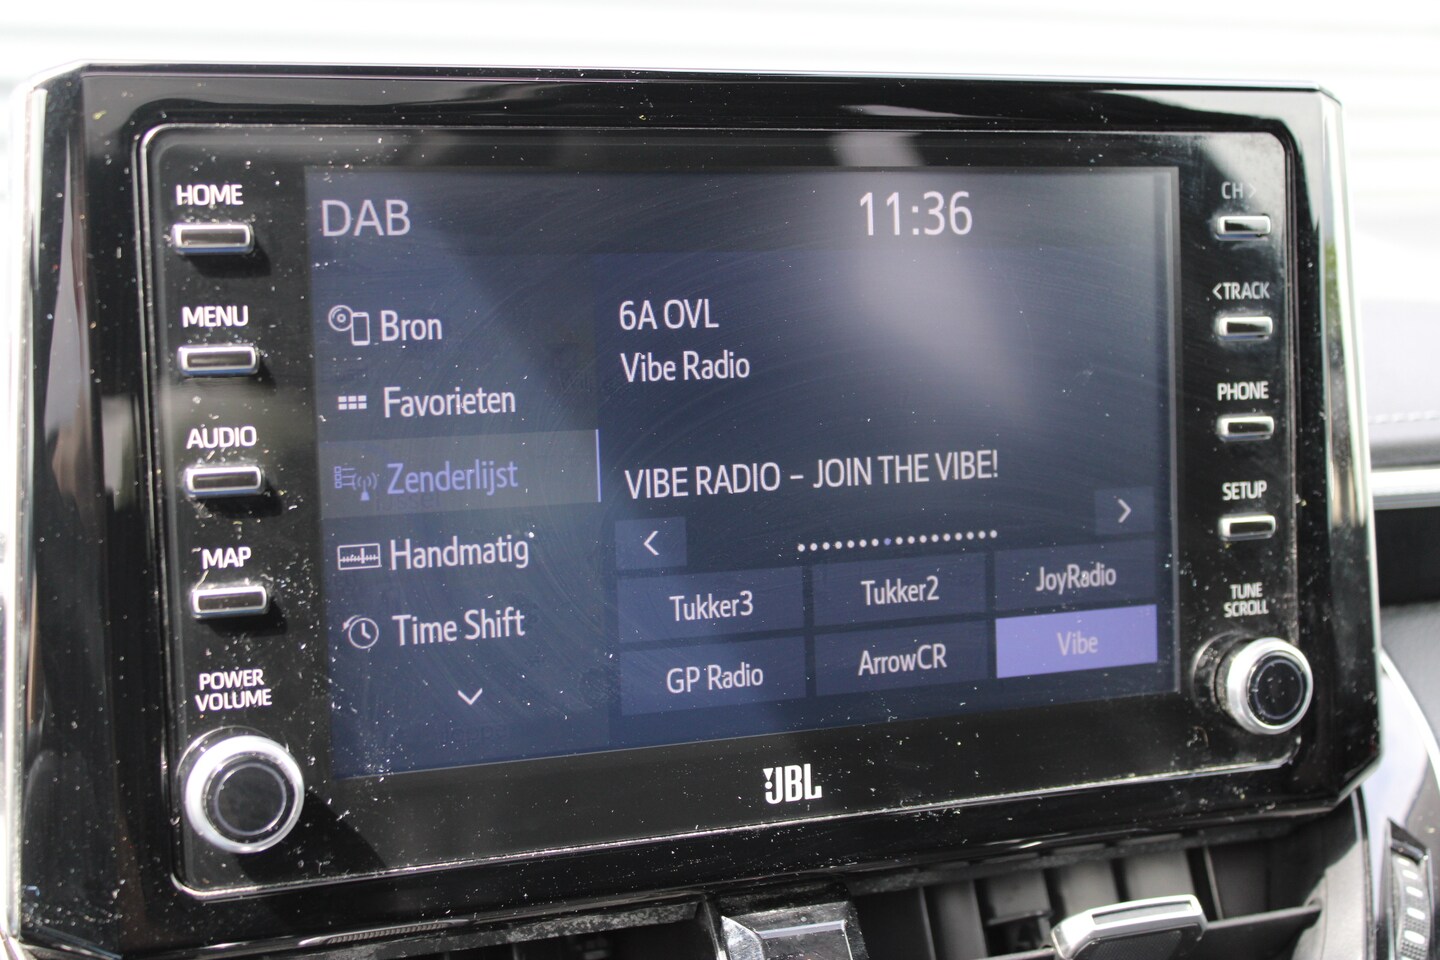 HOME
MENU
AUDIO
MAP
POWER
VOLUME
DAB
11:36
Bron
Favorieten
Zenderlijst
Handmatig
Time Shift
6A OVL
Vibe Radio
VIBE RADIO – JOIN THE VIBE!
Tukker3
Tukker2
JoyRadio
GP Radio
ArrowCR
Vibe
JBL
CH >
<TRACK
PHONE
SETUP
TUNE
SCROLL